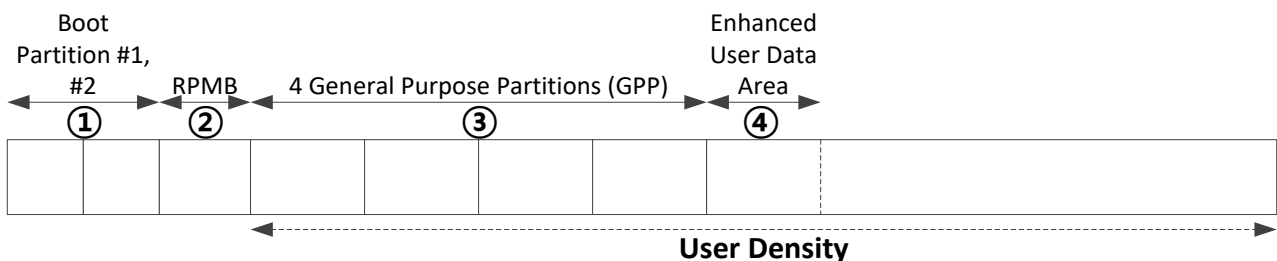 Boot
Partition #1,
#2
RPMB
4 General Purpose Partitions (GPP)
Enhanced
User Data
Area
①
②
③
④
User Density